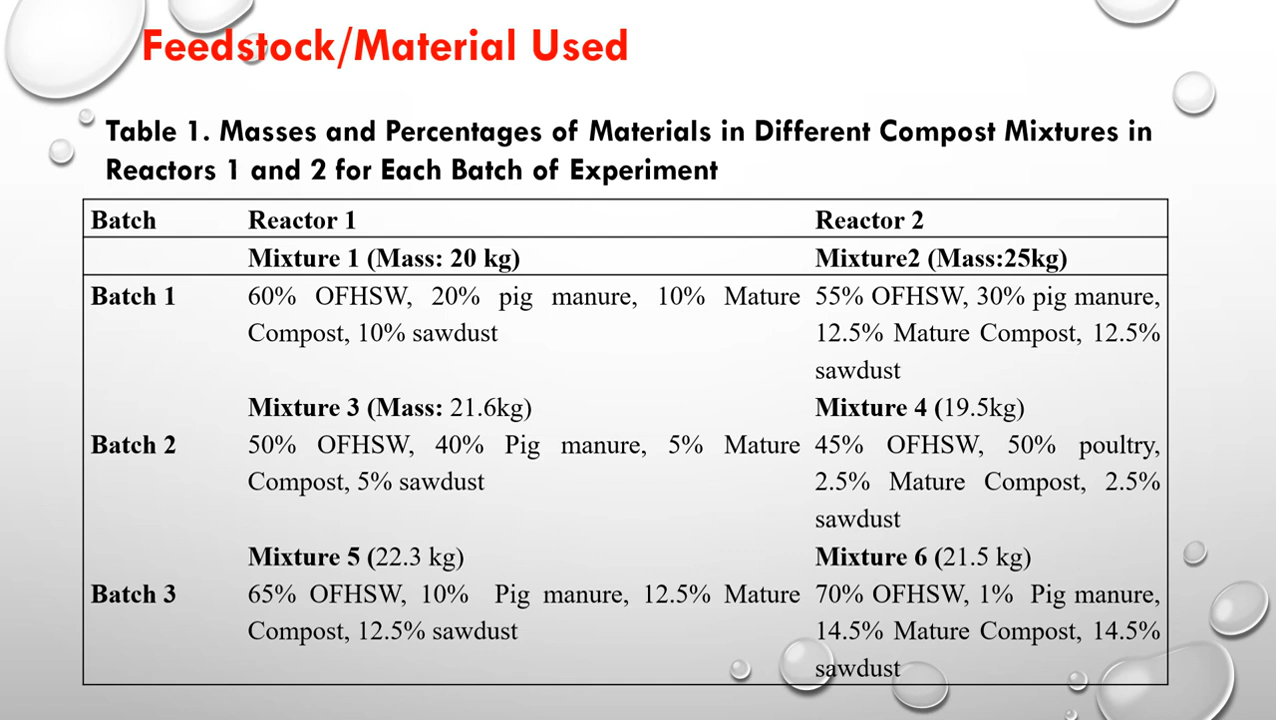 Feedstock/Material Used
Table 1. Masses and Percentages of Materials in Different Compost Mixtures in
Reactors 1 and 2 for Each Batch of Experiment
Batch Reactor 1 Reactor 2
Mixture 1 (Mass: 20 kg) Mixture2 (Mass:25kg)
Batch 1 60% OFHSW, 20% pig manure, 10% Mature 55% OFHSW, 30% pig manure,
Compost, 10% sawdust 12.5% Mature Compost, 12.5%
sawdust
Mixture 3 (Mass: 21.6kg) Mixture 4 (19.5kg)
Batch 2 50% OFHSW, 40% Pig manure, 5% Mature 45% OFHSW, 50% poultry,
Compost, 5% sawdust 2.5% Mature Compost, 2.5%
sawdust
Mixture 5 (22.3 kg) Mixture 6 (21.5 kg)
Batch 3 65% OFHSW, 10% Pig manure, 12.5% Mature 70% OFHSW, 1% Pig manure,
Compost, 12.5% sawdust 14.5% Mature Compost, 14.5%
sawdust